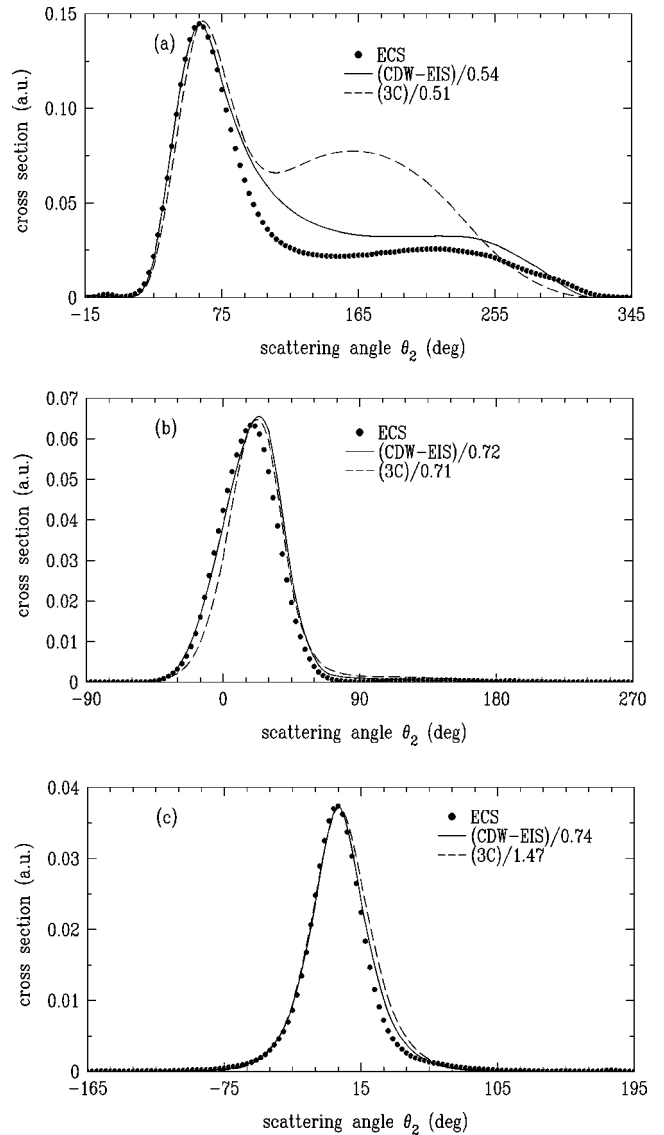 0.15
(a)
ECS
(CDW−EIS)/0.54
(3C)/0.51
0.10
0.05
0
cross section (a.u.)
−15 75 165 255 345
scattering angle θ₂ (deg)
0.07
(b)
ECS
(CDW−EIS)/0.72
(3C)/0.71
0.06
0.05
0.04
0.03
0.02
0.01
0
cross section (a.u.)
−90 0 90 180 270
scattering angle θ₂ (deg)
0.04
(c)
ECS
(CDW−EIS)/0.74
(3C)/1.47
0.03
0.02
0.01
0
cross section (a.u.)
−165 −75 15 105 195
scattering angle θ₂ (deg)